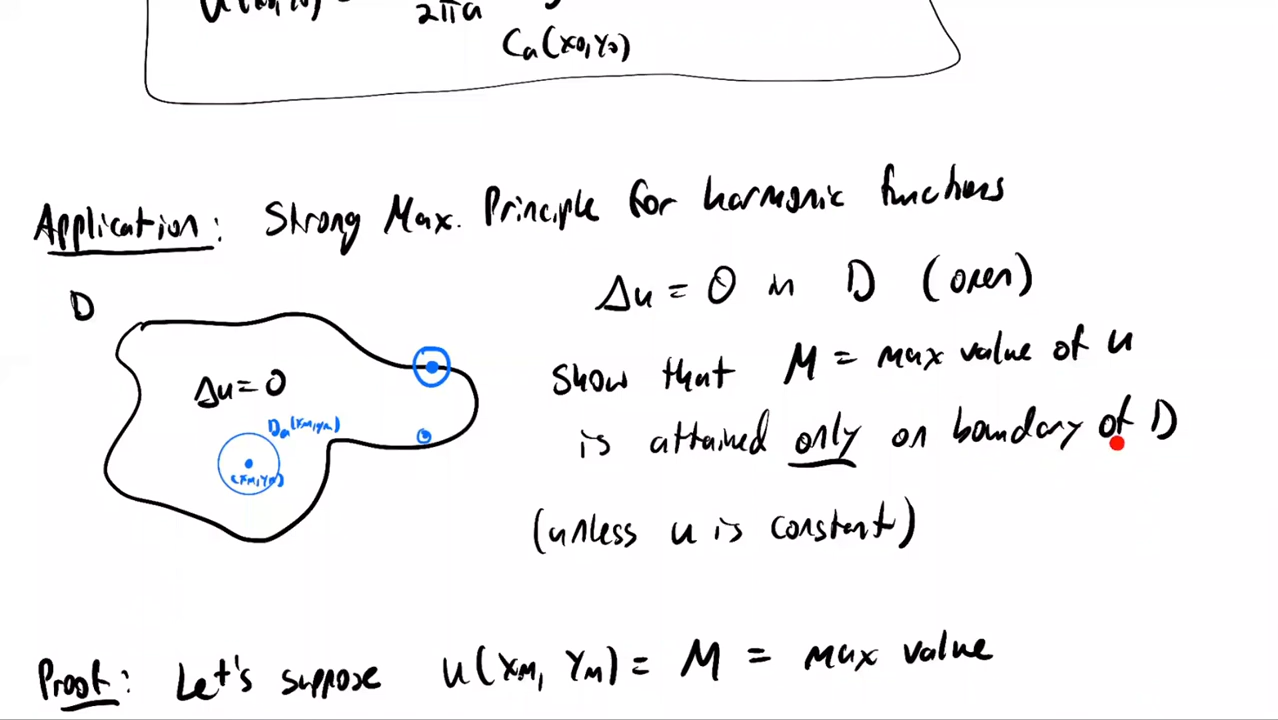 2πa
Ca(x0,y0)
Application: Strong Max. Principle for harmonic functions
D
Δu = 0 in D (open)
Δu = 0
Show that M = max value of u
Da(xM,yM)
is attained only on boundary of D
(xM,yM)
(unless u is constant)
Proof: Let's suppose u(xM, yM) = M = max value